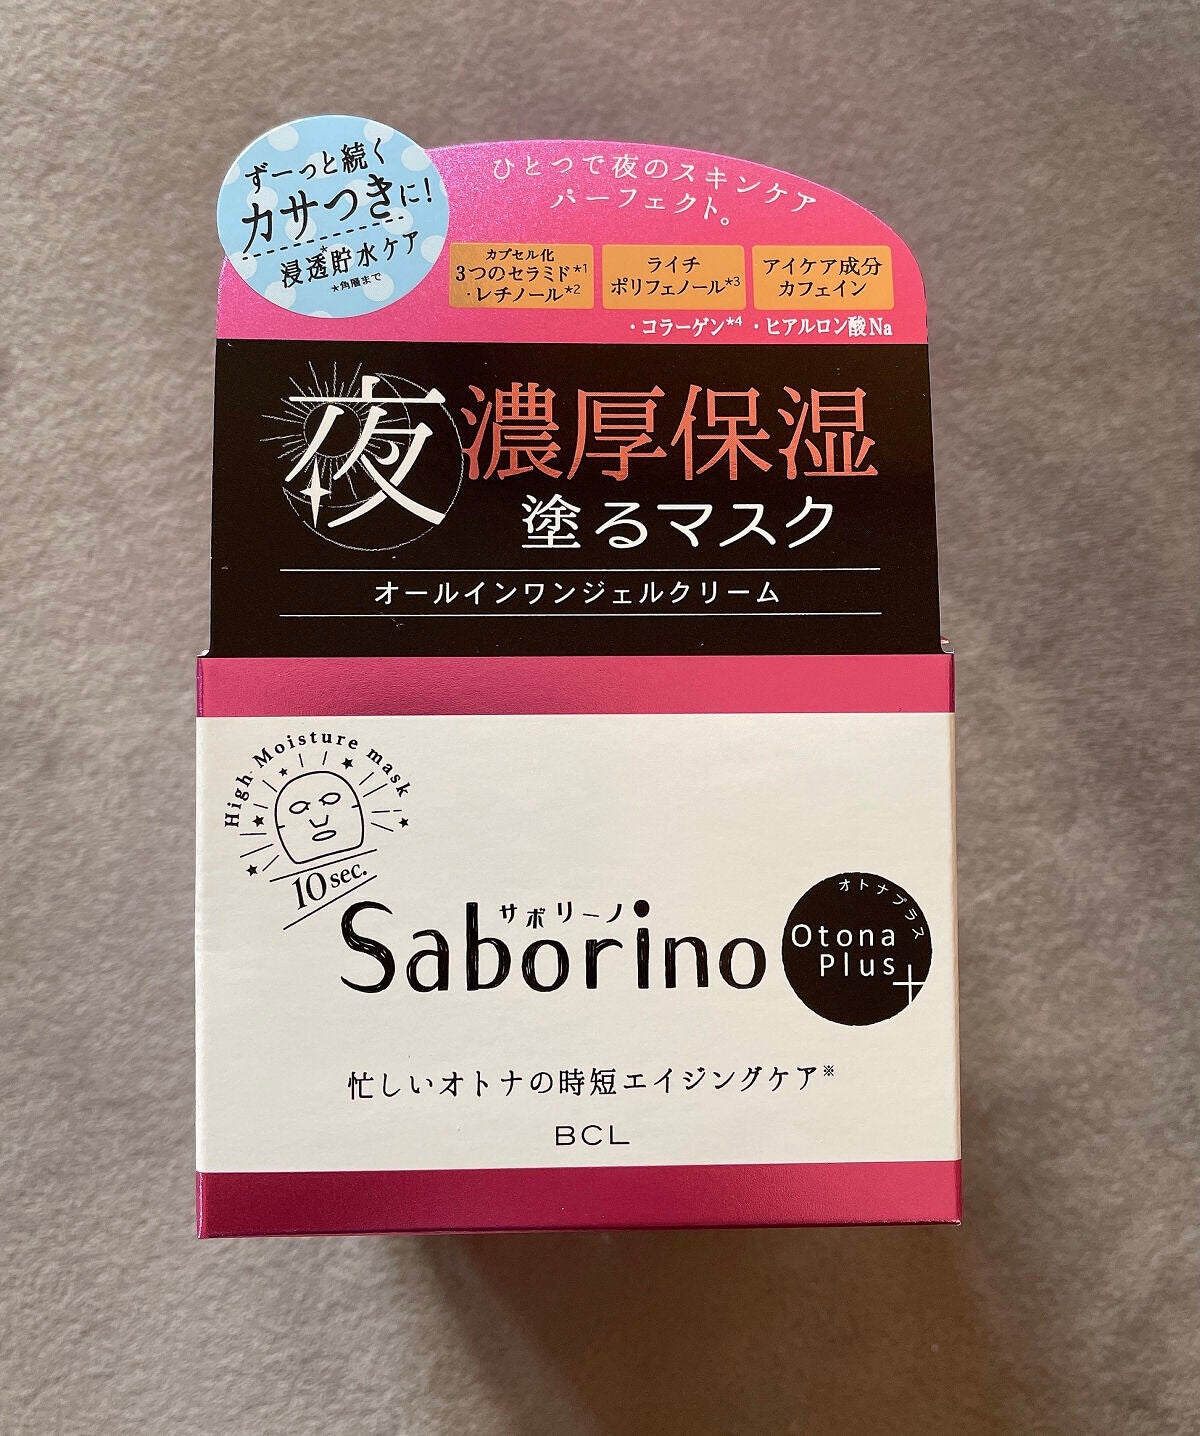 ずーっと続く
カサつきに!
浸透*貯水ケア
*角層まで
ひとつで夜のスキンケア
パーフェクト。
カプセル化
3つのセラミド*1
・レチノール*2
ライチ
ポリフェノール*3
アイケア成分
カフェイン
・コラーゲン*4 ・ヒアルロン酸Na
夜 濃厚保湿
塗るマスク
オールインワンジェルクリーム
High Moisture mask
10 sec.
サボリーノ
Saborino
オトナプラス
Otona
Plus
忙しいオトナの時短エイジングケア※
BCL